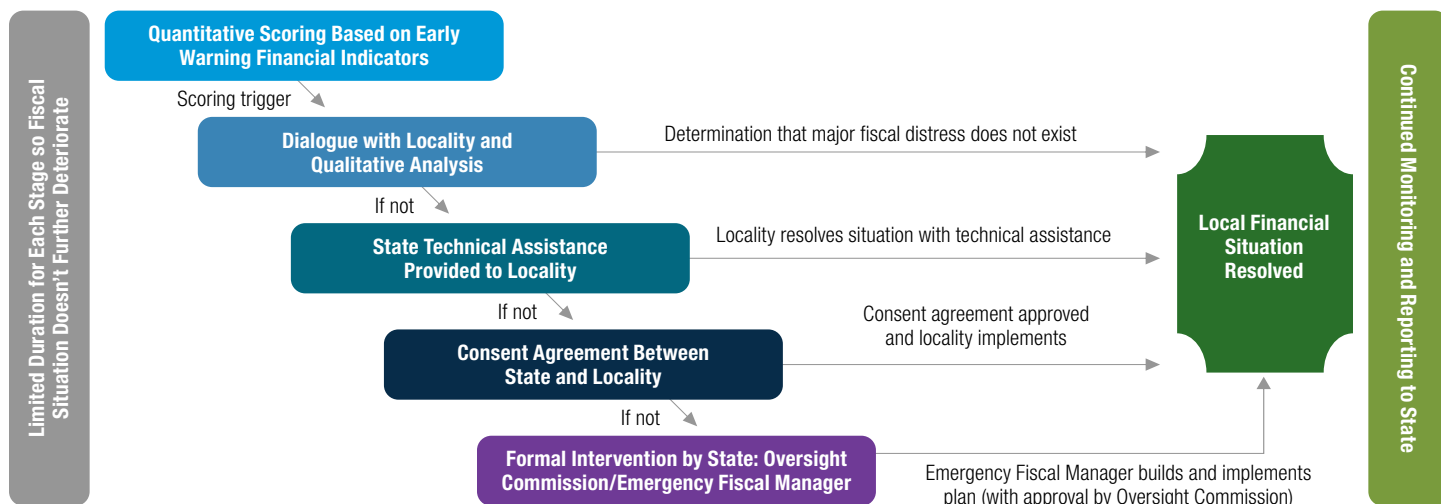 Limited Duration for Each Stage so Fiscal
Situation Doesn't Further Deteriorate
Quantitative Scoring Based on Early
Warning Financial Indicators
Scoring trigger
Dialogue with Locality and
Qualitative Analysis
Determination that major fiscal distress does not exist
If not
State Technical Assistance
Provided to Locality
Locality resolves situation with technical assistance
If not
Consent Agreement Between
State and Locality
Consent agreement approved
and locality implements
If not
Formal Intervention by State: Oversight
Commission/Emergency Fiscal Manager
Emergency Fiscal Manager builds and implements
plan (with approval by Oversight Commission)
Local Financial
Situation
Resolved
Continued Monitoring and Reporting to State